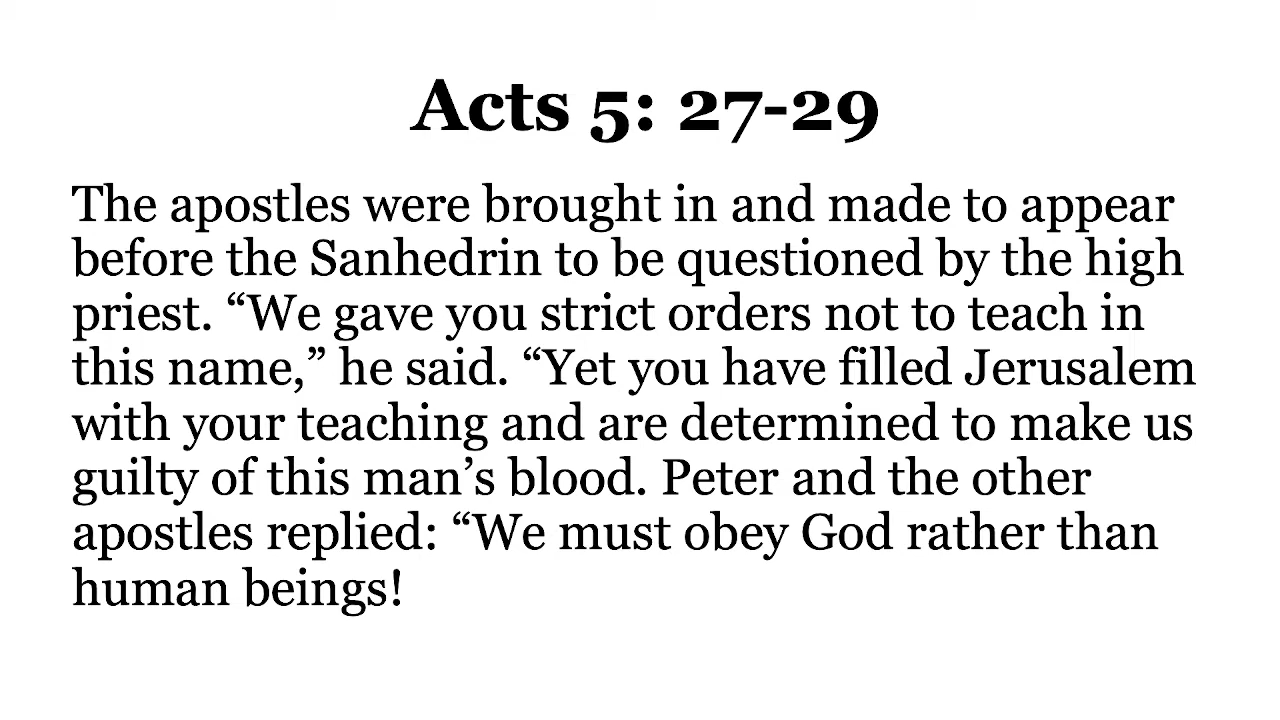 Acts 5: 27-29
The apostles were brought in and made to appear
before the Sanhedrin to be questioned by the high
priest. “We gave you strict orders not to teach in
this name,” he said. “Yet you have filled Jerusalem
with your teaching and are determined to make us
guilty of this man’s blood. Peter and the other
apostles replied: “We must obey God rather than
human beings!